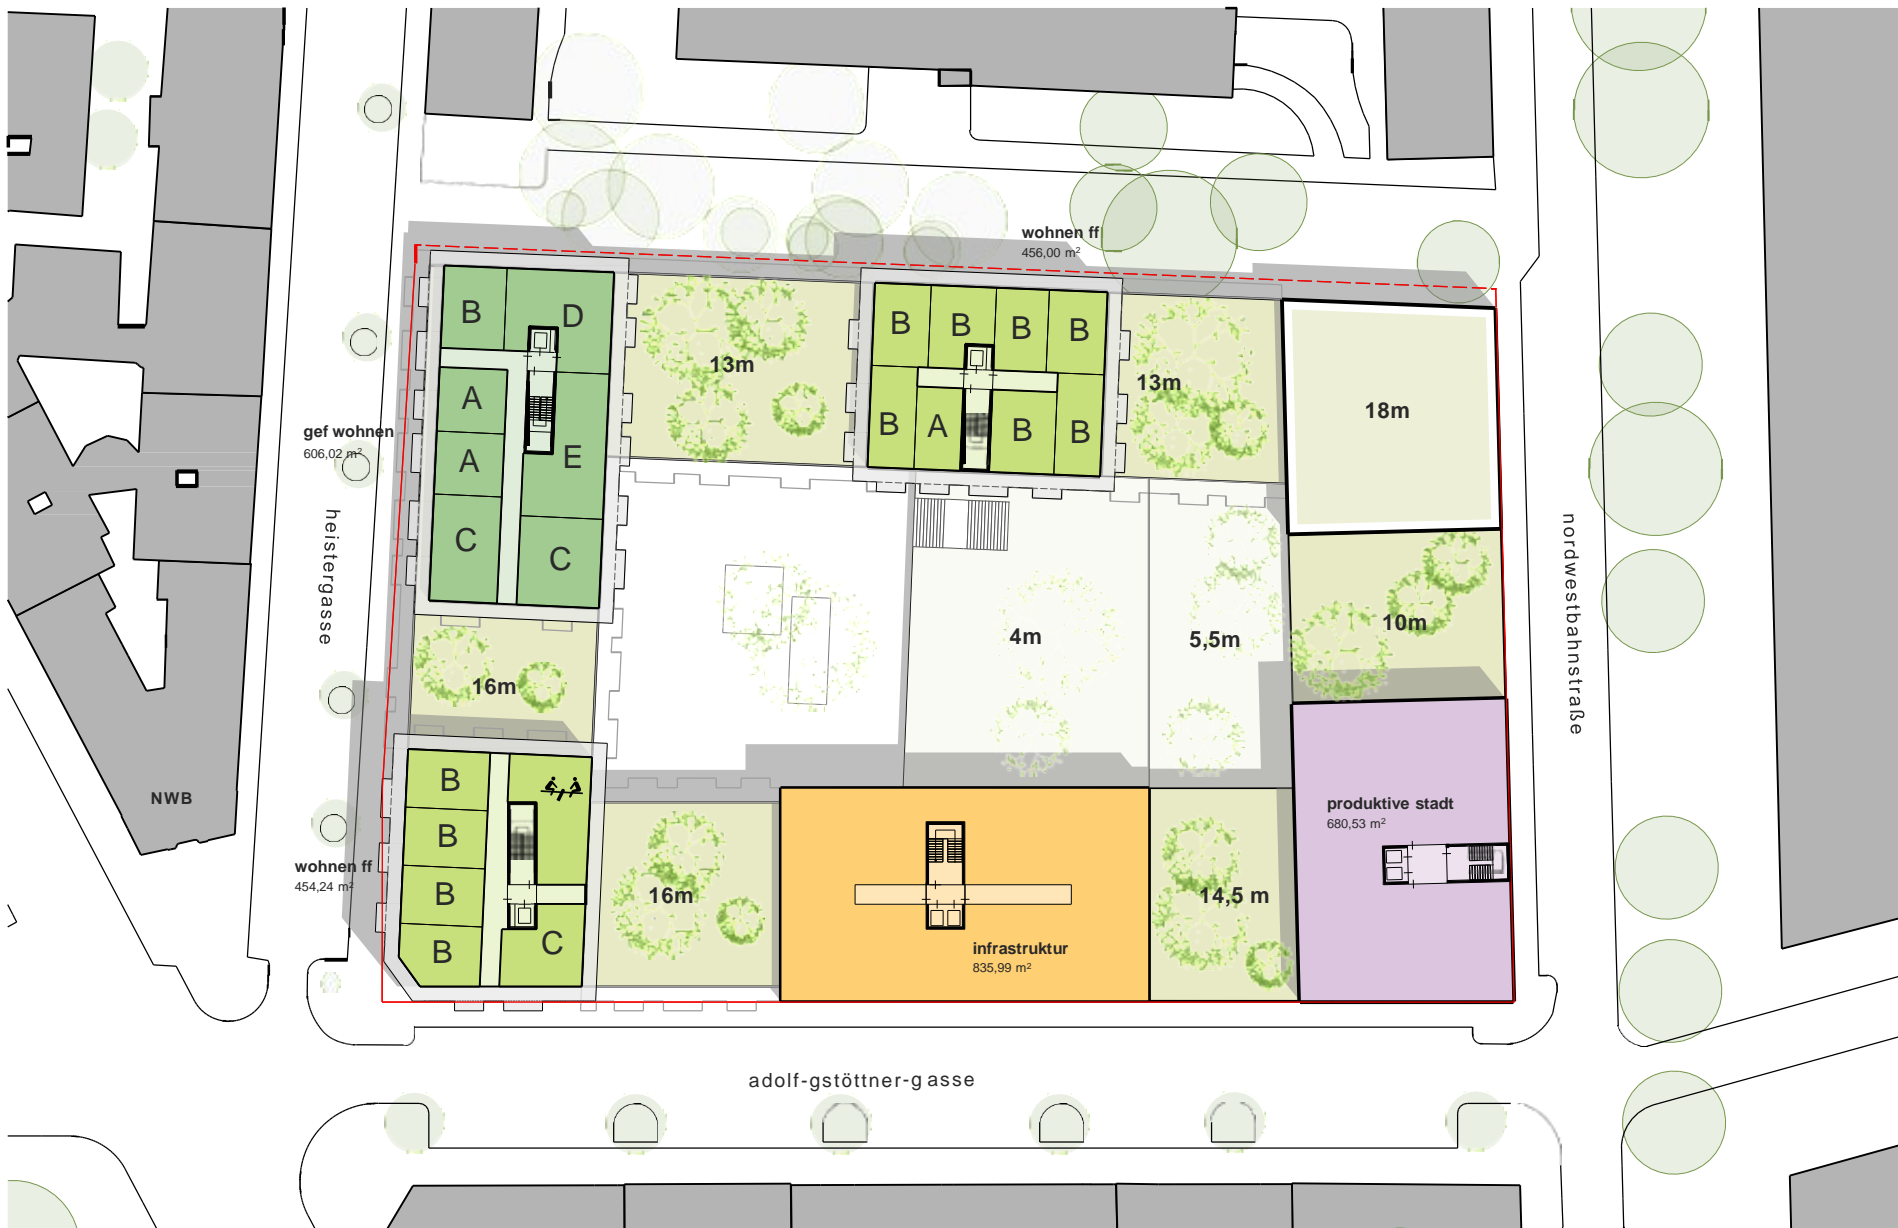 wohnen ff
456,00 m²
B
D
B
B
B
B
13m
13m
18m
A
B
A
B
B
gef wohnen
606,02 m²
A
E
C
C
heistergasse
nordwestbahnstraße
4m
5,5m
10m
16m
B
B
B
B
C
NWB
wohnen ff
454,24 m²
16m
14,5 m
produktive stadt
680,53 m²
infrastruktur
835,99 m²
adolf-gstöttner-gasse